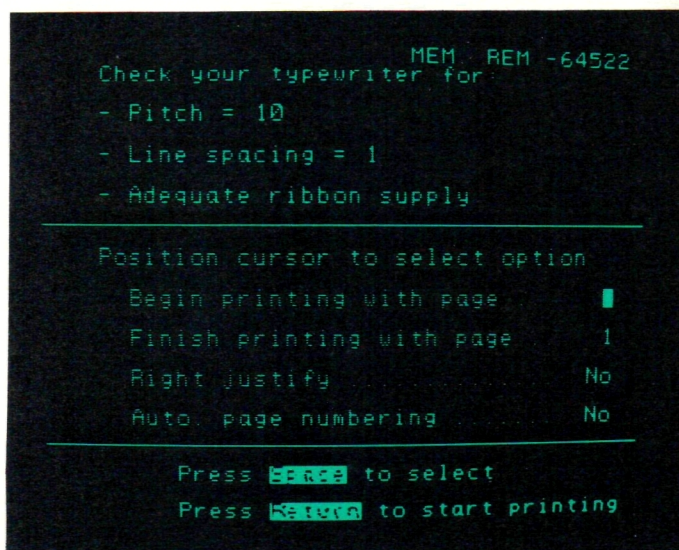 MEM. REM -64522
Check your typewriter for:
- Pitch = 10
- Line spacing = 1
- Adequate ribbon supply
Position cursor to select option
Begin printing with page
Finish printing with page 1
Right justify ............... No
Auto. page numbering ...... No
Press Space to select
Press Return to start printing